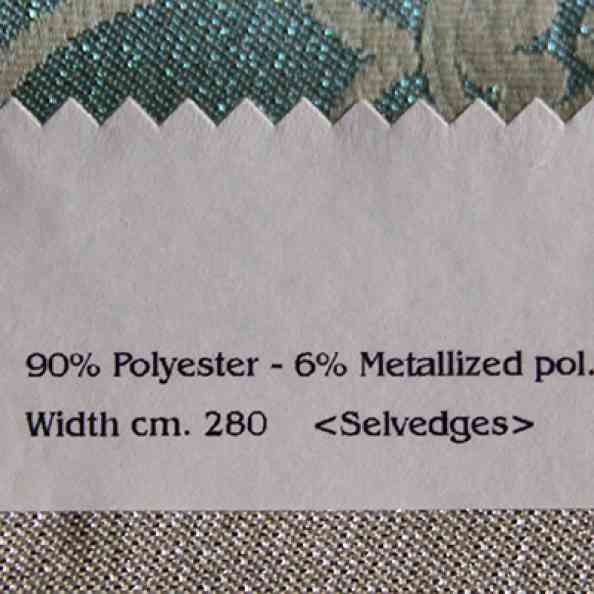 90% Polyester - 6% Metallized pol.
Width cm. 280 <Selvedges>